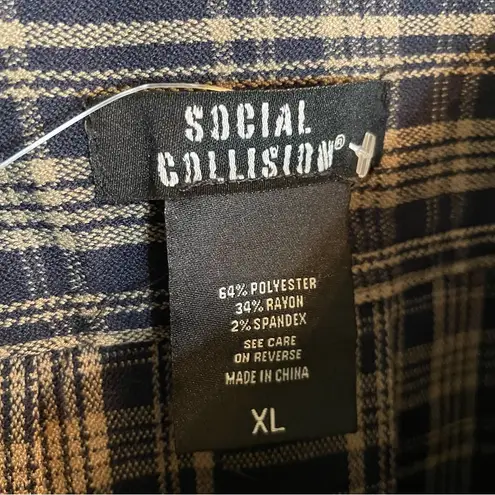 SOCIAL
COLLISION®
64% POLYESTER
34% RAYON
2% SPANDEX
SEE CARE
ON REVERSE
MADE IN CHINA
XL